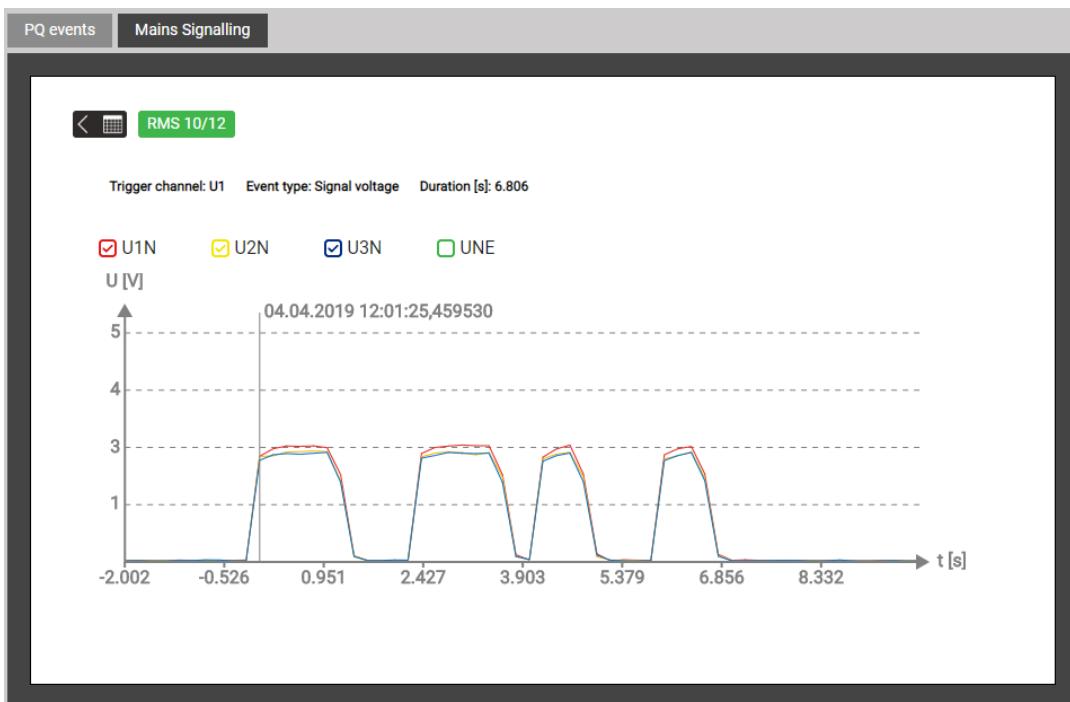 PQ events Mains Signalling
RMS 10/12
Trigger channel: U1 Event type: Signal voltage Duration [s]: 6.806
U1N U2N U3N UNE
U [V]
04.04.2019 12:01:25,459530
5
4
3
1
-2.002 -0.526 0.951 2.427 3.903 5.379 6.856 8.332 t [s]